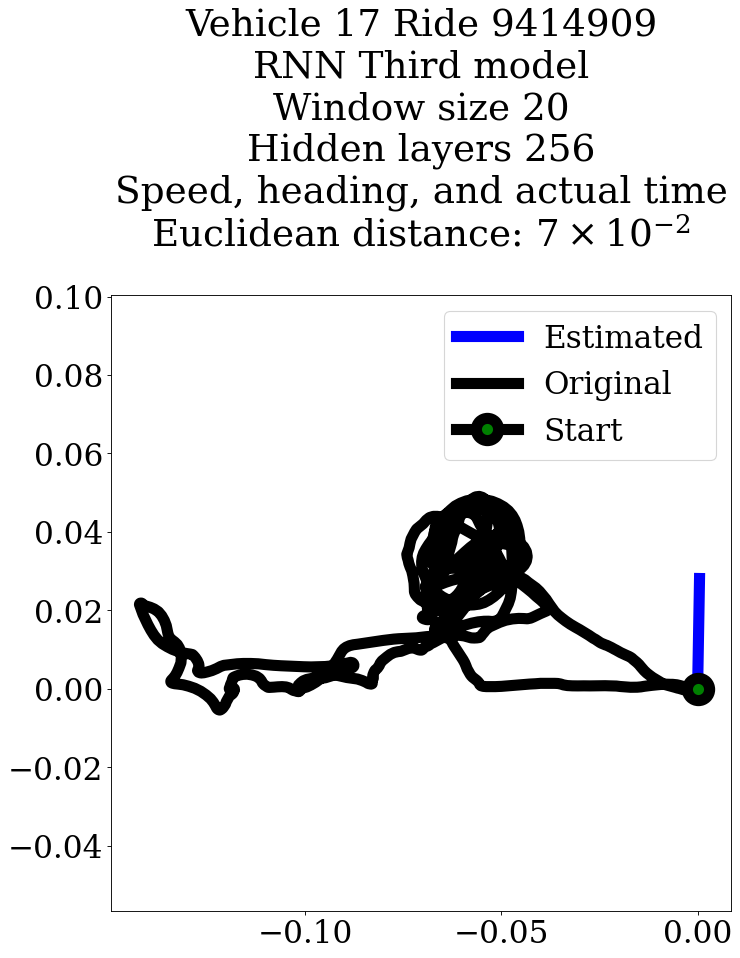 Vehicle 17 Ride 9414909
RNN Third model
Window size 20
Hidden layers 256
Speed, heading, and actual time
Euclidean distance: 7 × 10⁻²
0.10
0.08
0.06
0.04
0.02
0.00
−0.02
−0.04
Estimated
Original
Start
−0.10
−0.05
0.00